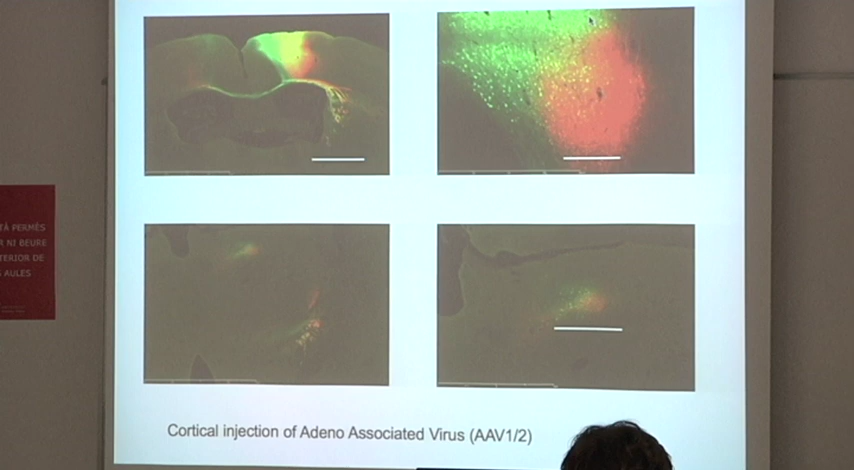 TÀ PERMÈS
R NI BEURE
TERIOR DE
S AULES
Cortical injection of Adeno Associated Virus (AAV1/2)